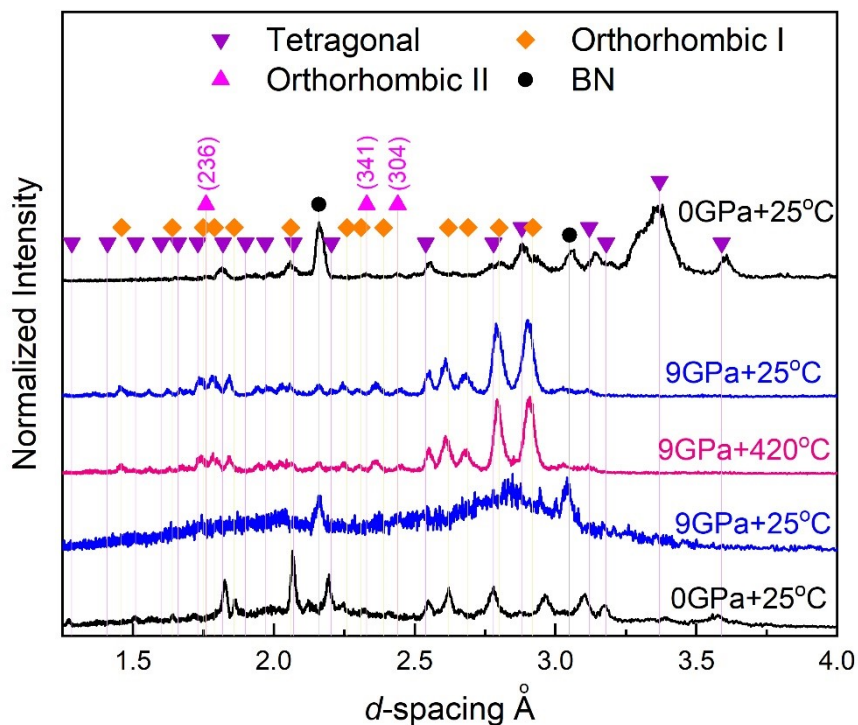 Tetragonal
Orthorhombic I
Orthorhombic II
BN
(236)
(341)
(304)
0GPa+25°C
9GPa+25°C
9GPa+420°C
9GPa+25°C
0GPa+25°C
Normalized Intensity
1.5 2.0 2.5 3.0 3.5 4.0
d-spacing Å